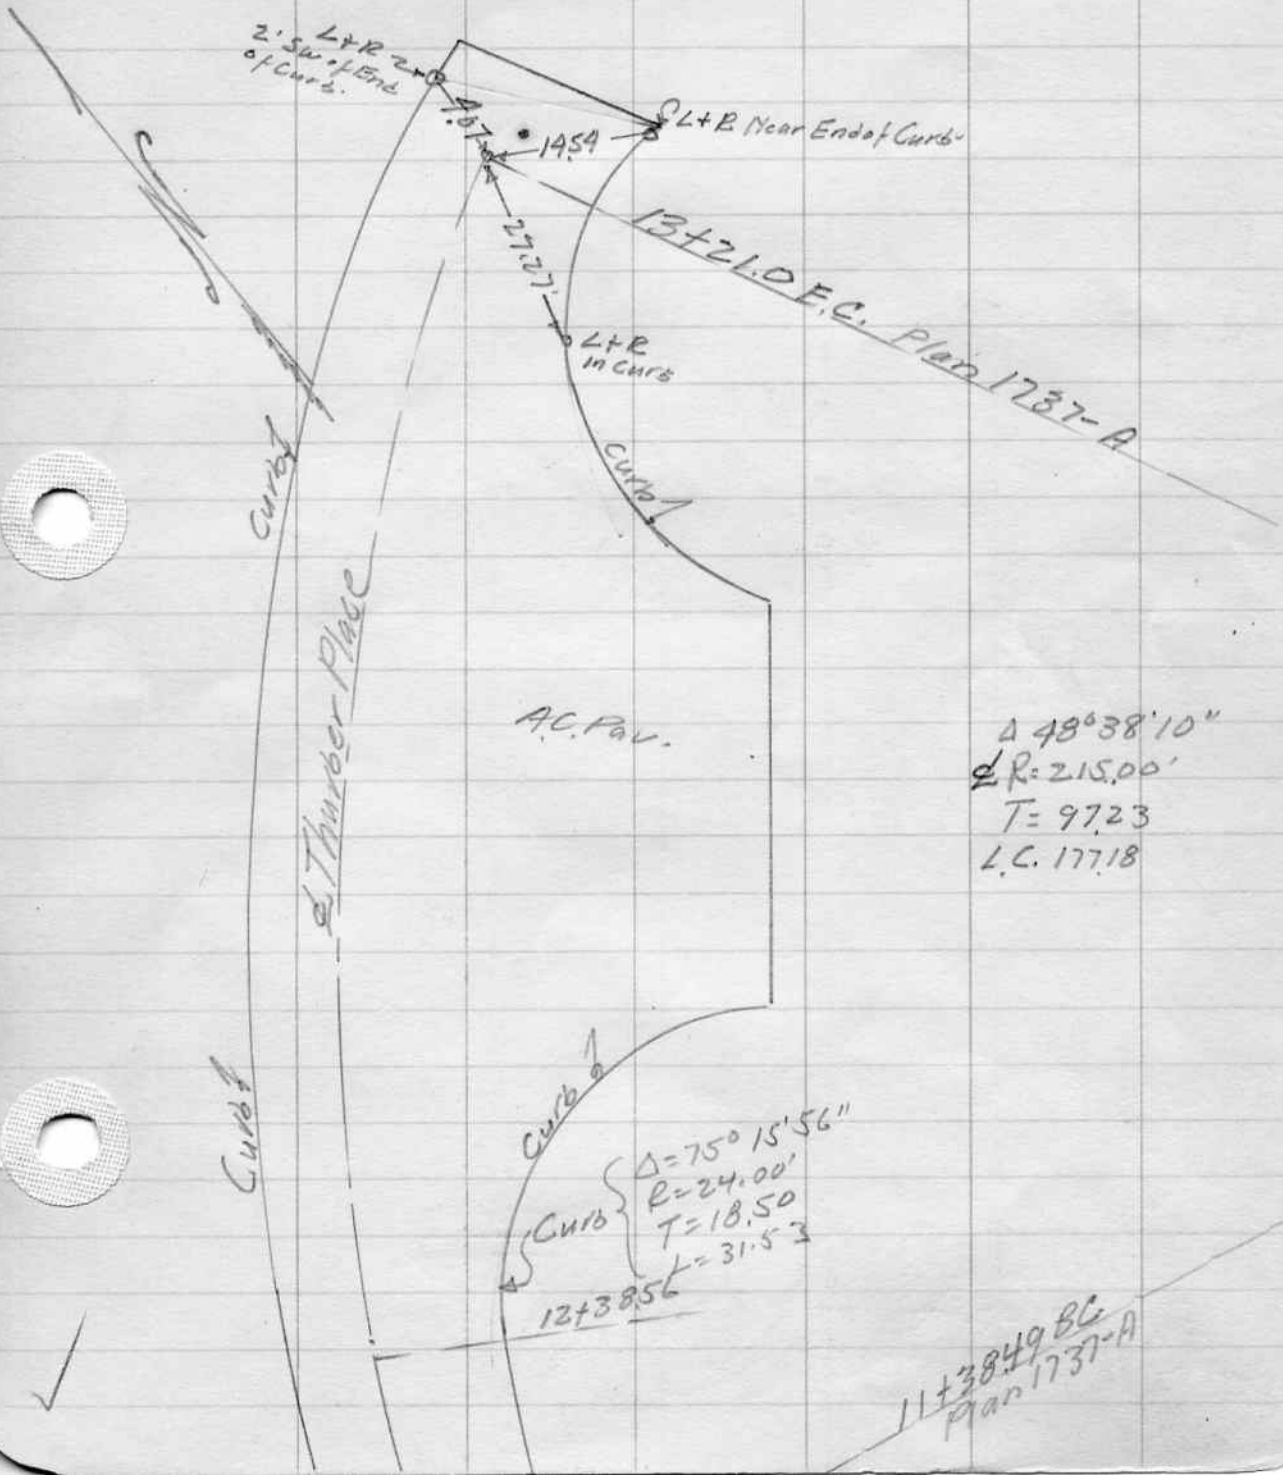 L+R
2' SW of End
of Curb.
4.07
14.54
L+R Near End of Curb
13+21.0 E.C. Plan 1737-A
27.27'
L+R
in Curb
Curb
Curb
℄ Thurber Place
A.C. Pav.
Δ 48°38'10"
℄ R=215.00'
T= 97.23
L.C. 177.18
Curb
Curb
Curb
Δ=75° 15'56"
R=24.00'
T=18.50
L=31.53
12+38.56
11+38.49 BC
Plan 1737-A